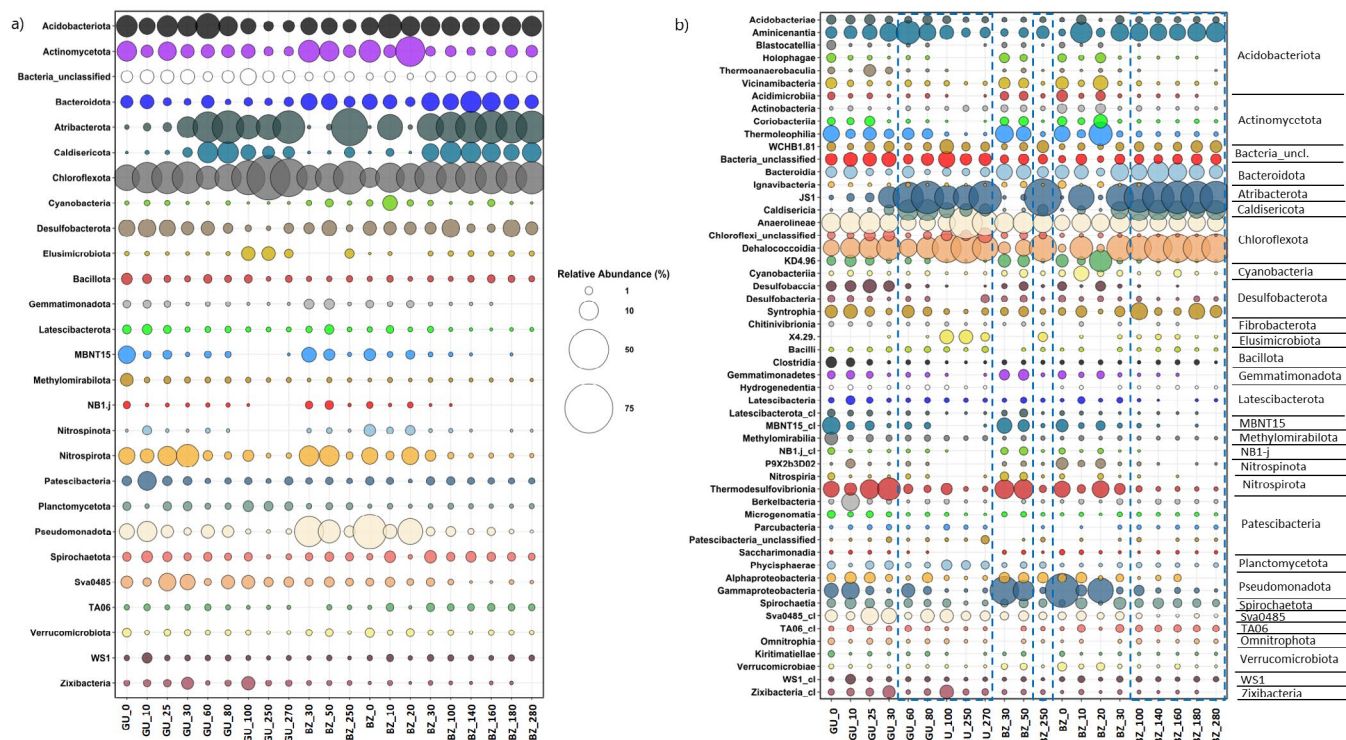 a)
Acidobacteriota
Actinomycetota
Bacteria_unclassified
Bacteroidota
Atribacterota
Caldisericota
Chloroflexota
Cyanobacteria
Desulfobacterota
Elusimicrobiota
Bacillota
Gemmatimonadota
Latescibacterota
MBNT15
Methylomirabilota
NB1.j
Nitrospinota
Nitrospirota
Patescibacteria
Planctomycetota
Pseudomonadota
Spirochaetota
Sva0485
TA06
Verrucomicrobiota
WS1
Zixibacteria
GU_0
GU_10
GU_25
GU_30
GU_60
GU_80
GU_100
GU_250
GU_270
BZ_30
BZ_50
BZ_250
BZ_0
BZ_10
BZ_20
BZ_30
BZ_100
BZ_140
BZ_160
BZ_180
BZ_280
Relative Abundance (%)
1
10
50
75
b)
Acidobacteriae
Aminicenantia
Blastocatellia
Holophagae
Thermoanaerobaculia
Vicinamibacteria
Acidimicrobiia
Actinobacteria
Coriobacteriia
Thermoleophilia
WCHB1.81
Bacteria_unclassified
Bacteroidia
Ignavibacteria
JS1
Caldisericia
Anaerolineae
Chloroflexi_unclassified
Dehalococcoidia
KD4.96
Cyanobacteriia
Desulfobaccia
Desulfobacteria
Syntrophia
Chitinivibrionia
X4.29.
Bacilli
Clostridia
Gemmatimonadetes
Hydrogenedentia
Latescibacteria
Latescibacterota_cl
MBNT15_cl
Methylomirabilia
NB1.j_cl
P9X2b3D02
Nitrospiria
Thermodesulfovibrionia
Berkelbacteria
Microgenomatia
Parcubacteria
Patescibacteria_unclassified
Saccharimonadia
Phycisphaerae
Alphaproteobacteria
Gammaproteobacteria
Spirochaetia
Sva0485_cl
TA06_cl
Omnitrophia
Kiritimatiellae
Verrucomicrobiae
WS1_cl
Zixibacteria_cl
GU_0
GU_10
GU_25
GU_30
GU_60
GU_80
U_100
U_250
U_270
BZ_30
BZ_50
BZ_250
BZ_0
BZ_10
BZ_20
BZ_30
BZ_100
BZ_140
BZ_160
BZ_180
BZ_280
Acidobacteriota
Actinomycetota
Bacteria_uncl.
Bacteroidota
Atribacterota
Caldisericota
Chloroflexota
Cyanobacteria
Desulfobacterota
Fibrobacterota
Elusimicrobiota
Bacillota
Gemmatimonadota
Latescibacterota
MBNT15
Methylomirabilota
NB1-j
Nitrospinota
Nitrospirota
Patescibacteria
Planctomycetota
Pseudomonadota
Spirochaetota
Sva0485
TA06
Omnitrophota
Verrucomicrobiota
WS1
Zixibacteria